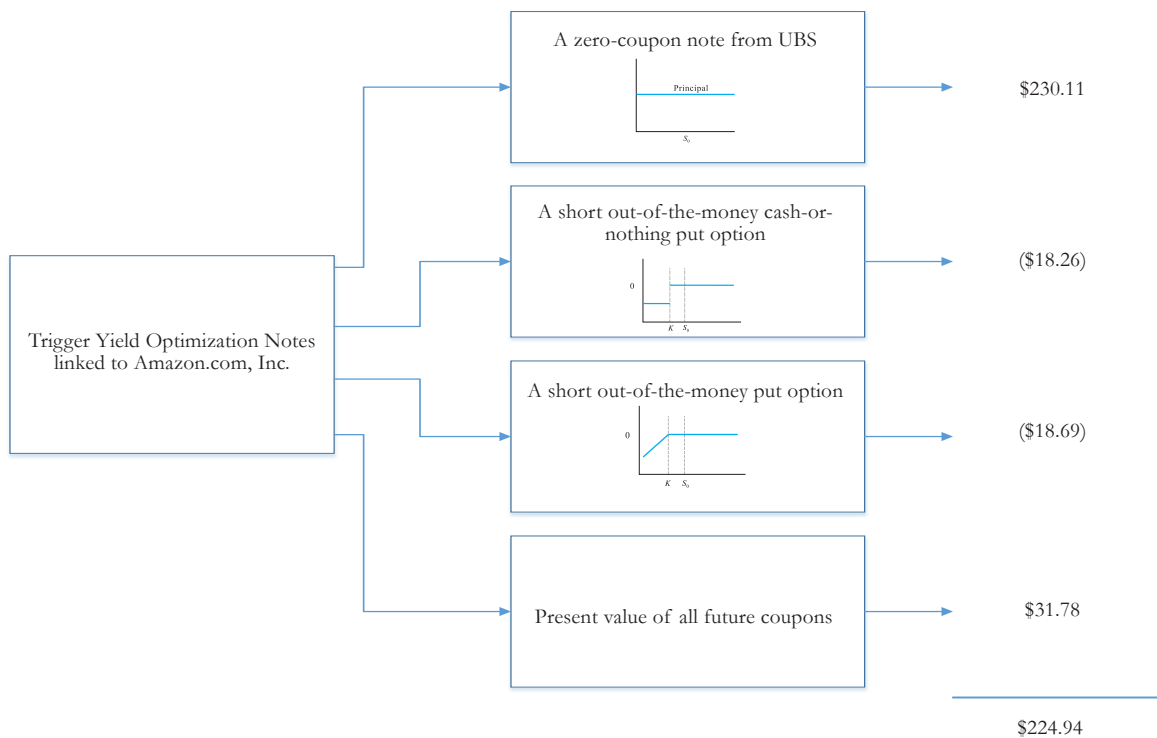 A zero-coupon note from UBS
Principal
S0
$230.11
A short out-of-the-money cash-or-
nothing put option
0
K S0
($18.26)
Trigger Yield Optimization Notes
linked to Amazon.com, Inc.
A short out-of-the-money put option
0
K S0
($18.69)
Present value of all future coupons
$31.78
$224.94